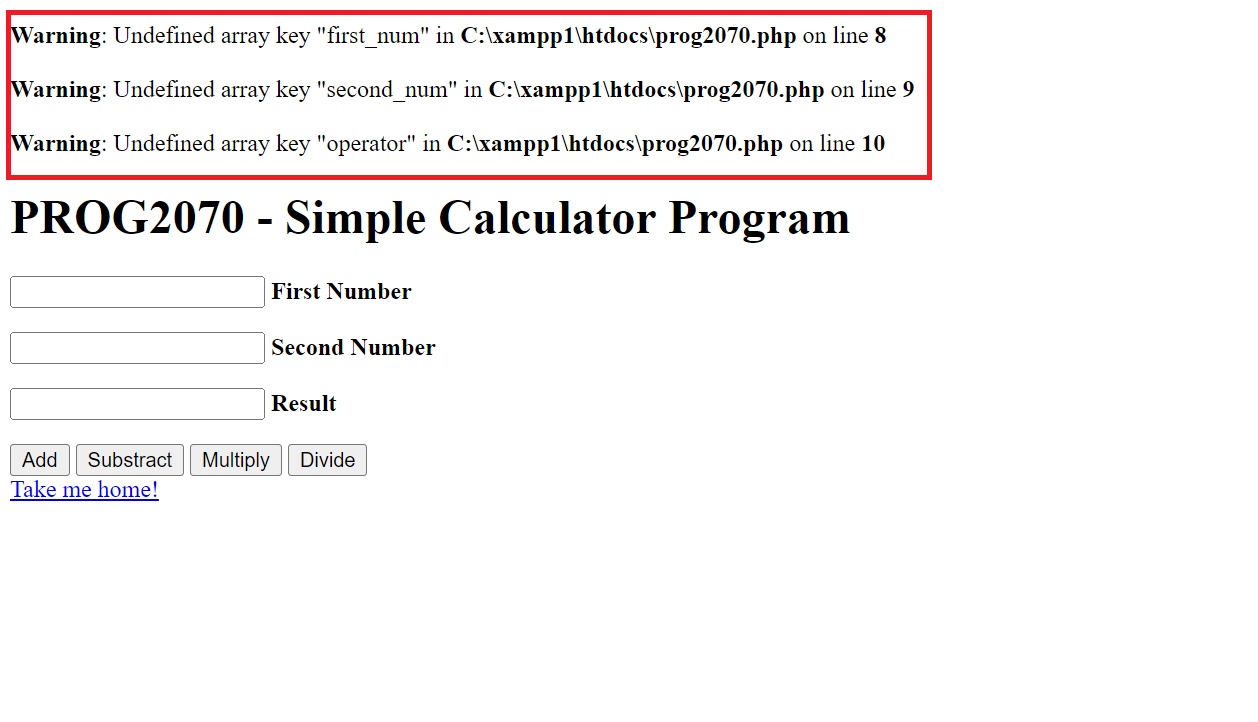 Warning: Undefined array key "first_num" in C:\xampp1\htdocs\prog2070.php on line 8
Warning: Undefined array key "second_num" in C:\xampp1\htdocs\prog2070.php on line 9
Warning: Undefined array key "operator" in C:\xampp1\htdocs\prog2070.php on line 10
PROG2070 - Simple Calculator Program
First Number
Second Number
Result
Add Substract Multiply Divide
Take me home!